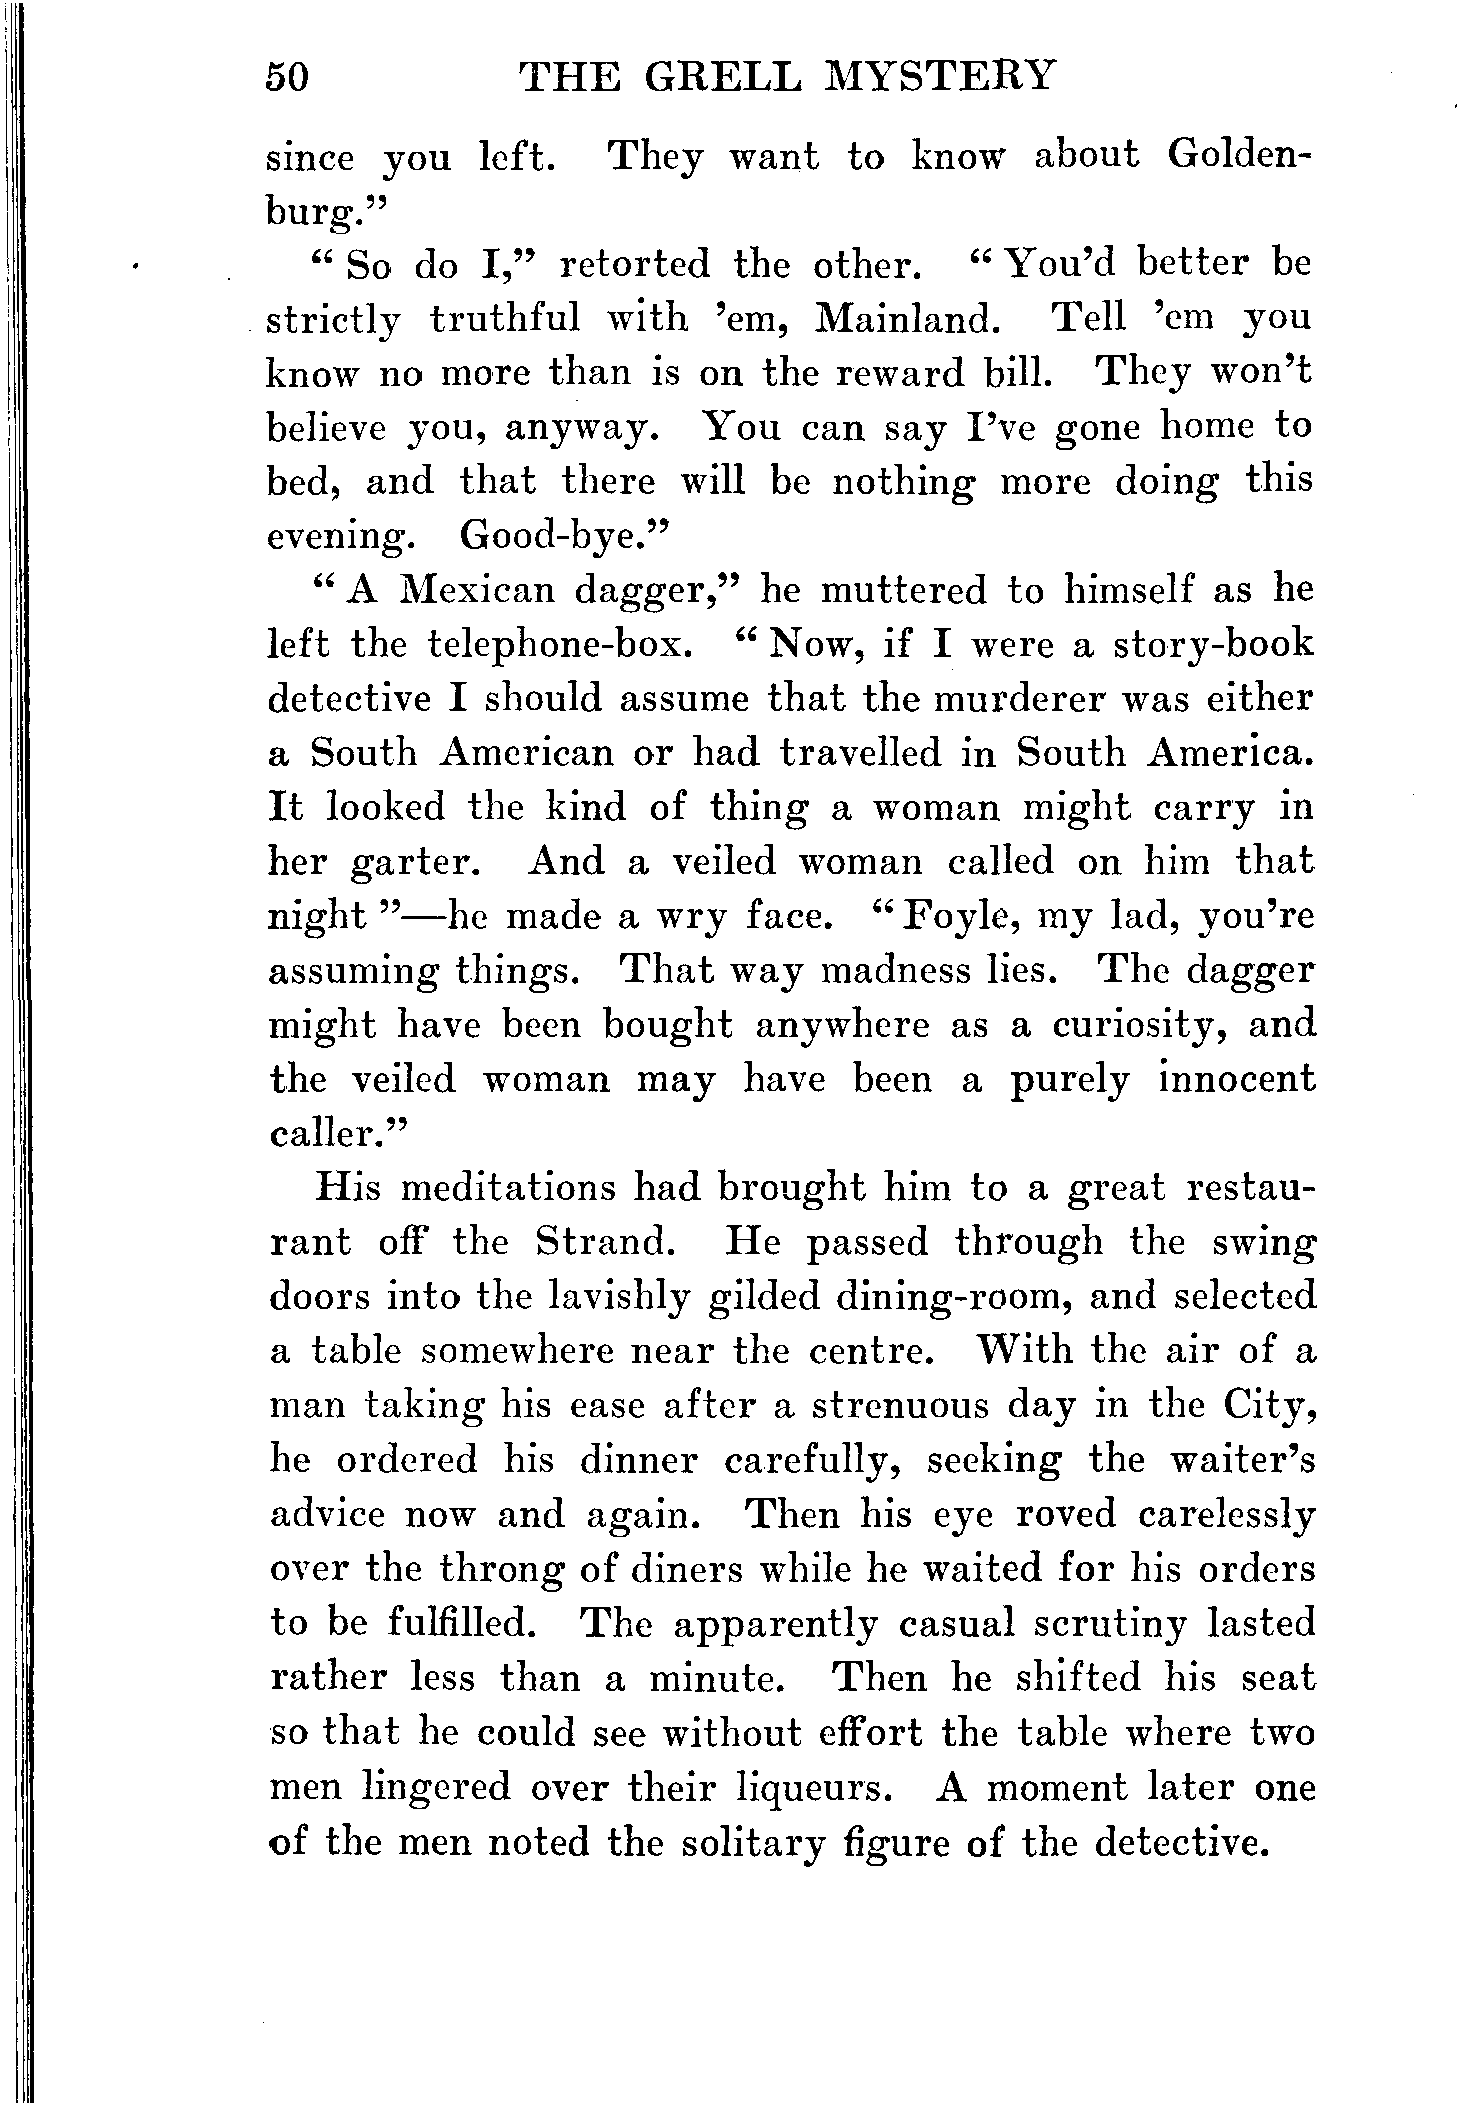 50 THE GRELL MYSTERY
since you left. They want to know about Golden-
burg.”
“ So do I,” retorted the other. “ You’d better be
strictly truthful with ’em, Mainland. Tell ’em you
know no more than is on the reward bill. They won’t
believe you, anyway. You can say I’ve gone home to
bed, and that there will be nothing more doing this
evening. Good-bye.”
“ A Mexican dagger,” he muttered to himself as he
left the telephone-box. “ Now, if I were a story-book
detective I should assume that the murderer was either
a South American or had travelled in South America.
It looked the kind of thing a woman might carry in
her garter. And a veiled woman called on him that
night ”—he made a wry face. “ Foyle, my lad, you’re
assuming things. That way madness lies. The dagger
might have been bought anywhere as a curiosity, and
the veiled woman may have been a purely innocent
caller.”
His meditations had brought him to a great restau-
rant off the Strand. He passed through the swing
doors into the lavishly gilded dining-room, and selected
a table somewhere near the centre. With the air of a
man taking his ease after a strenuous day in the City,
he ordered his dinner carefully, seeking the waiter’s
advice now and again. Then his eye roved carelessly
over the throng of diners while he waited for his orders
to be fulfilled. The apparently casual scrutiny lasted
rather less than a minute. Then he shifted his seat
so that he could see without effort the table where two
men lingered over their liqueurs. A moment later one
of the men noted the solitary figure of the detective.